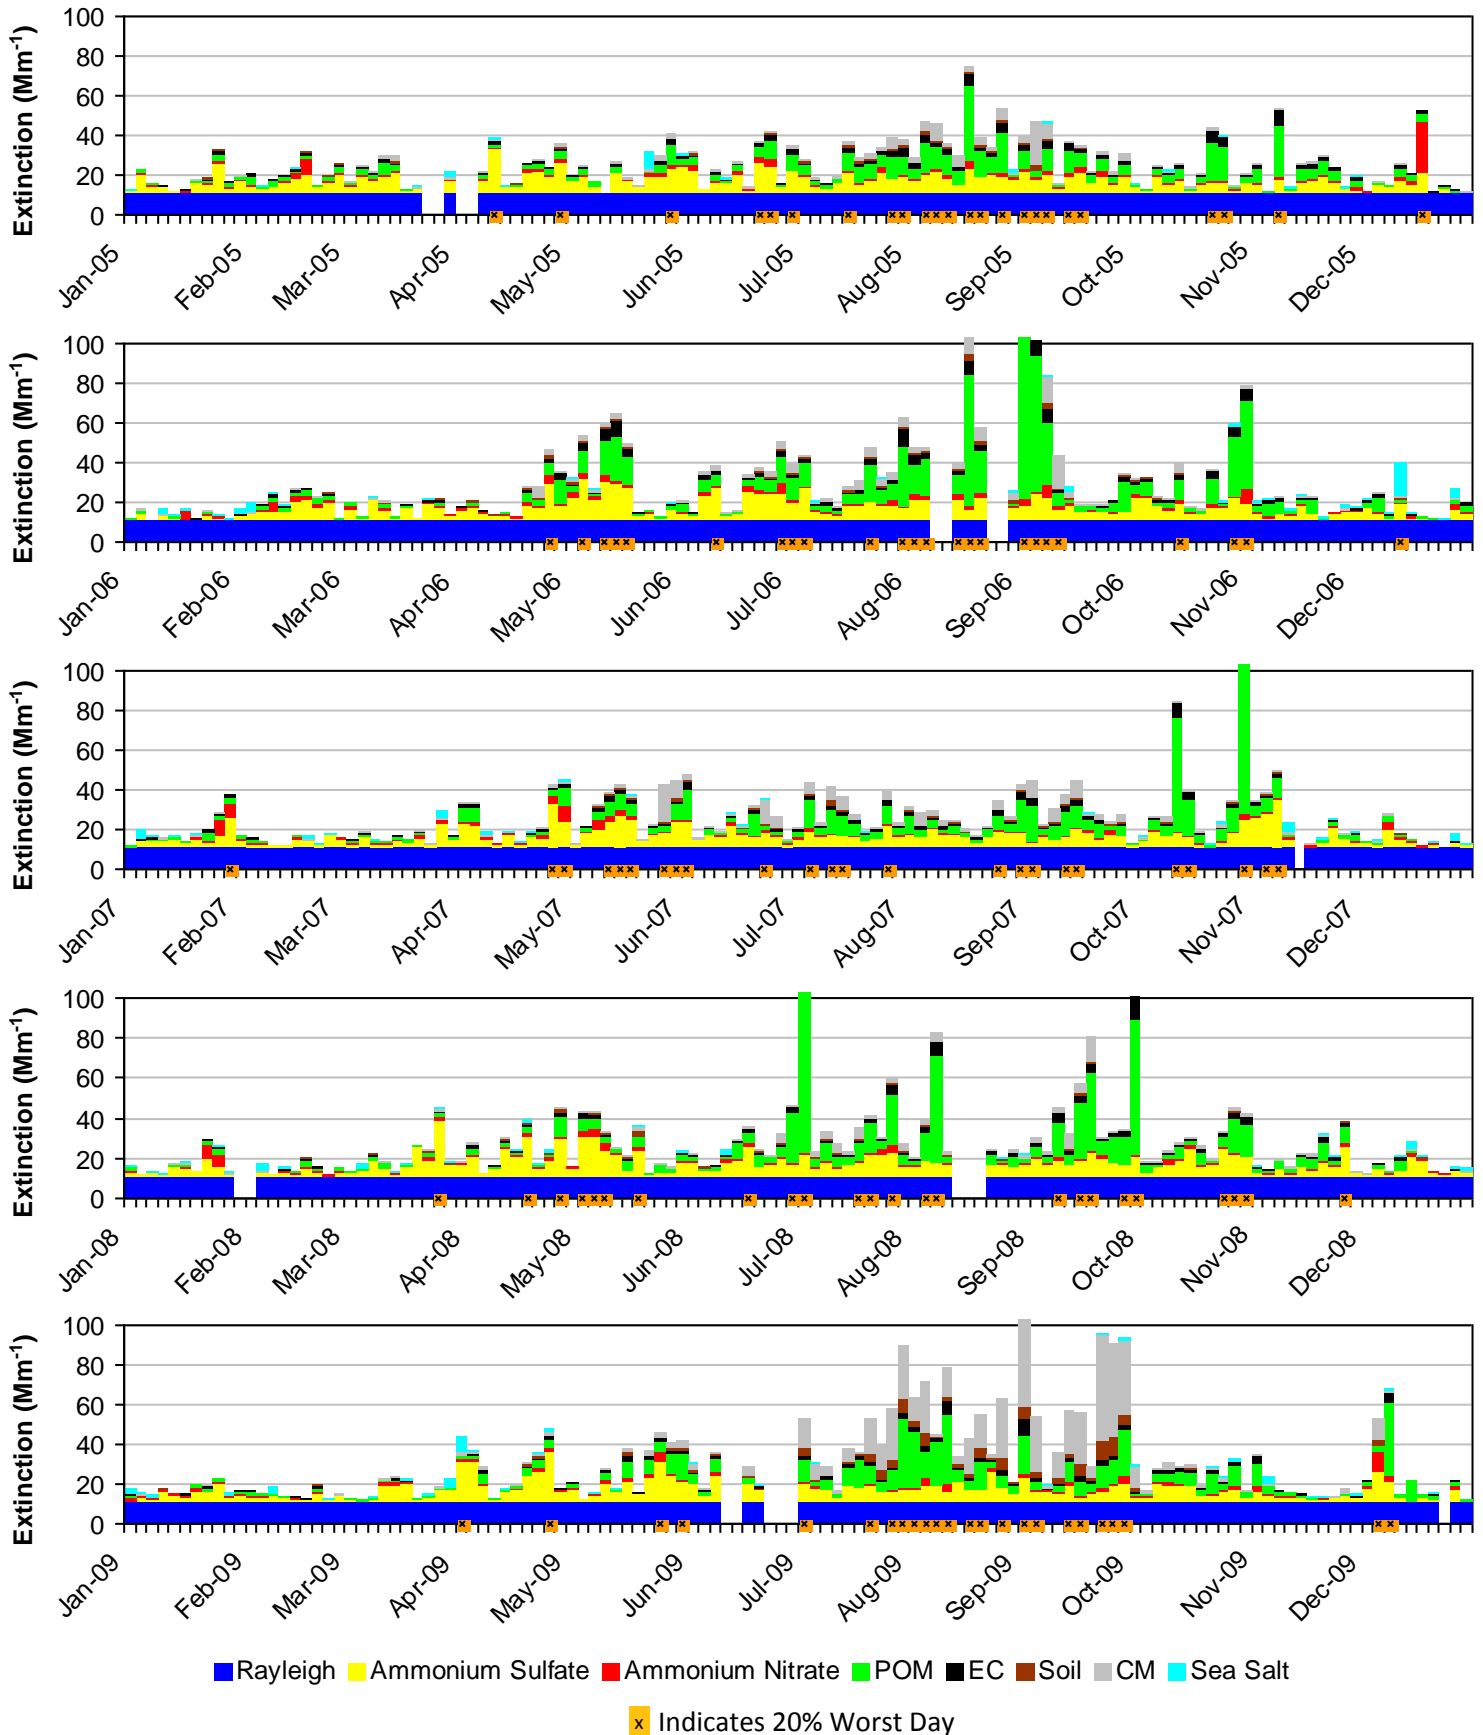 Extinction (Mm-1)
100
80
60
40
20
0
Jan-05 Feb-05 Mar-05 Apr-05 May-05 Jun-05 Jul-05 Aug-05 Sep-05 Oct-05 Nov-05 Dec-05
Extinction (Mm-1)
100
80
60
40
20
0
Jan-06 Feb-06 Mar-06 Apr-06 May-06 Jun-06 Jul-06 Aug-06 Sep-06 Oct-06 Nov-06 Dec-06
Extinction (Mm-1)
100
80
60
40
20
0
Jan-07 Feb-07 Mar-07 Apr-07 May-07 Jun-07 Jul-07 Aug-07 Sep-07 Oct-07 Nov-07 Dec-07
Extinction (Mm-1)
100
80
60
40
20
0
Jan-08 Feb-08 Mar-08 Apr-08 May-08 Jun-08 Jul-08 Aug-08 Sep-08 Oct-08 Nov-08 Dec-08
Extinction (Mm-1)
100
80
60
40
20
0
Jan-09 Feb-09 Mar-09 Apr-09 May-09 Jun-09 Jul-09 Aug-09 Sep-09 Oct-09 Nov-09 Dec-09
Rayleigh Ammonium Sulfate Ammonium Nitrate POM EC Soil CM Sea Salt
x Indicates 20% Worst Day